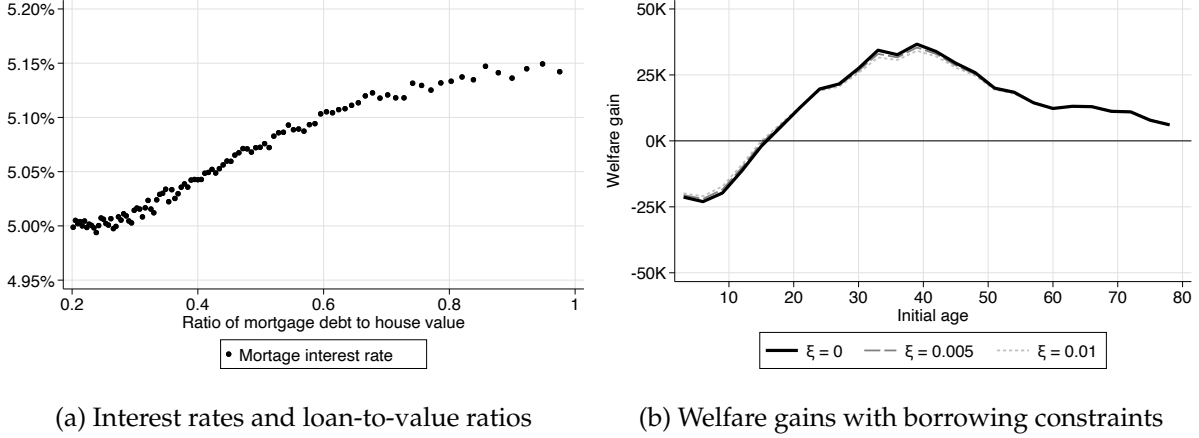 5.20%
5.15%
5.10%
5.05%
5.00%
4.95%
0.2 0.4 0.6 0.8 1
Ratio of mortgage debt to house value
Mortage interest rate
(a) Interest rates and loan-to-value ratios
50K
25K
0K
-25K
-50K
Welfare gain
10 20 30 40 50 60 70 80
Initial age
ξ = 0 ξ = 0.005 ξ = 0.01
(b) Welfare gains with borrowing constraints